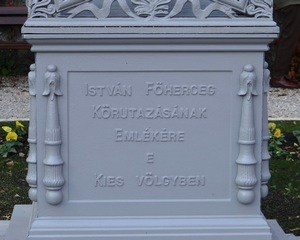 István Főherceg
Körutazásának
Emlékére
e
Kies völgyben